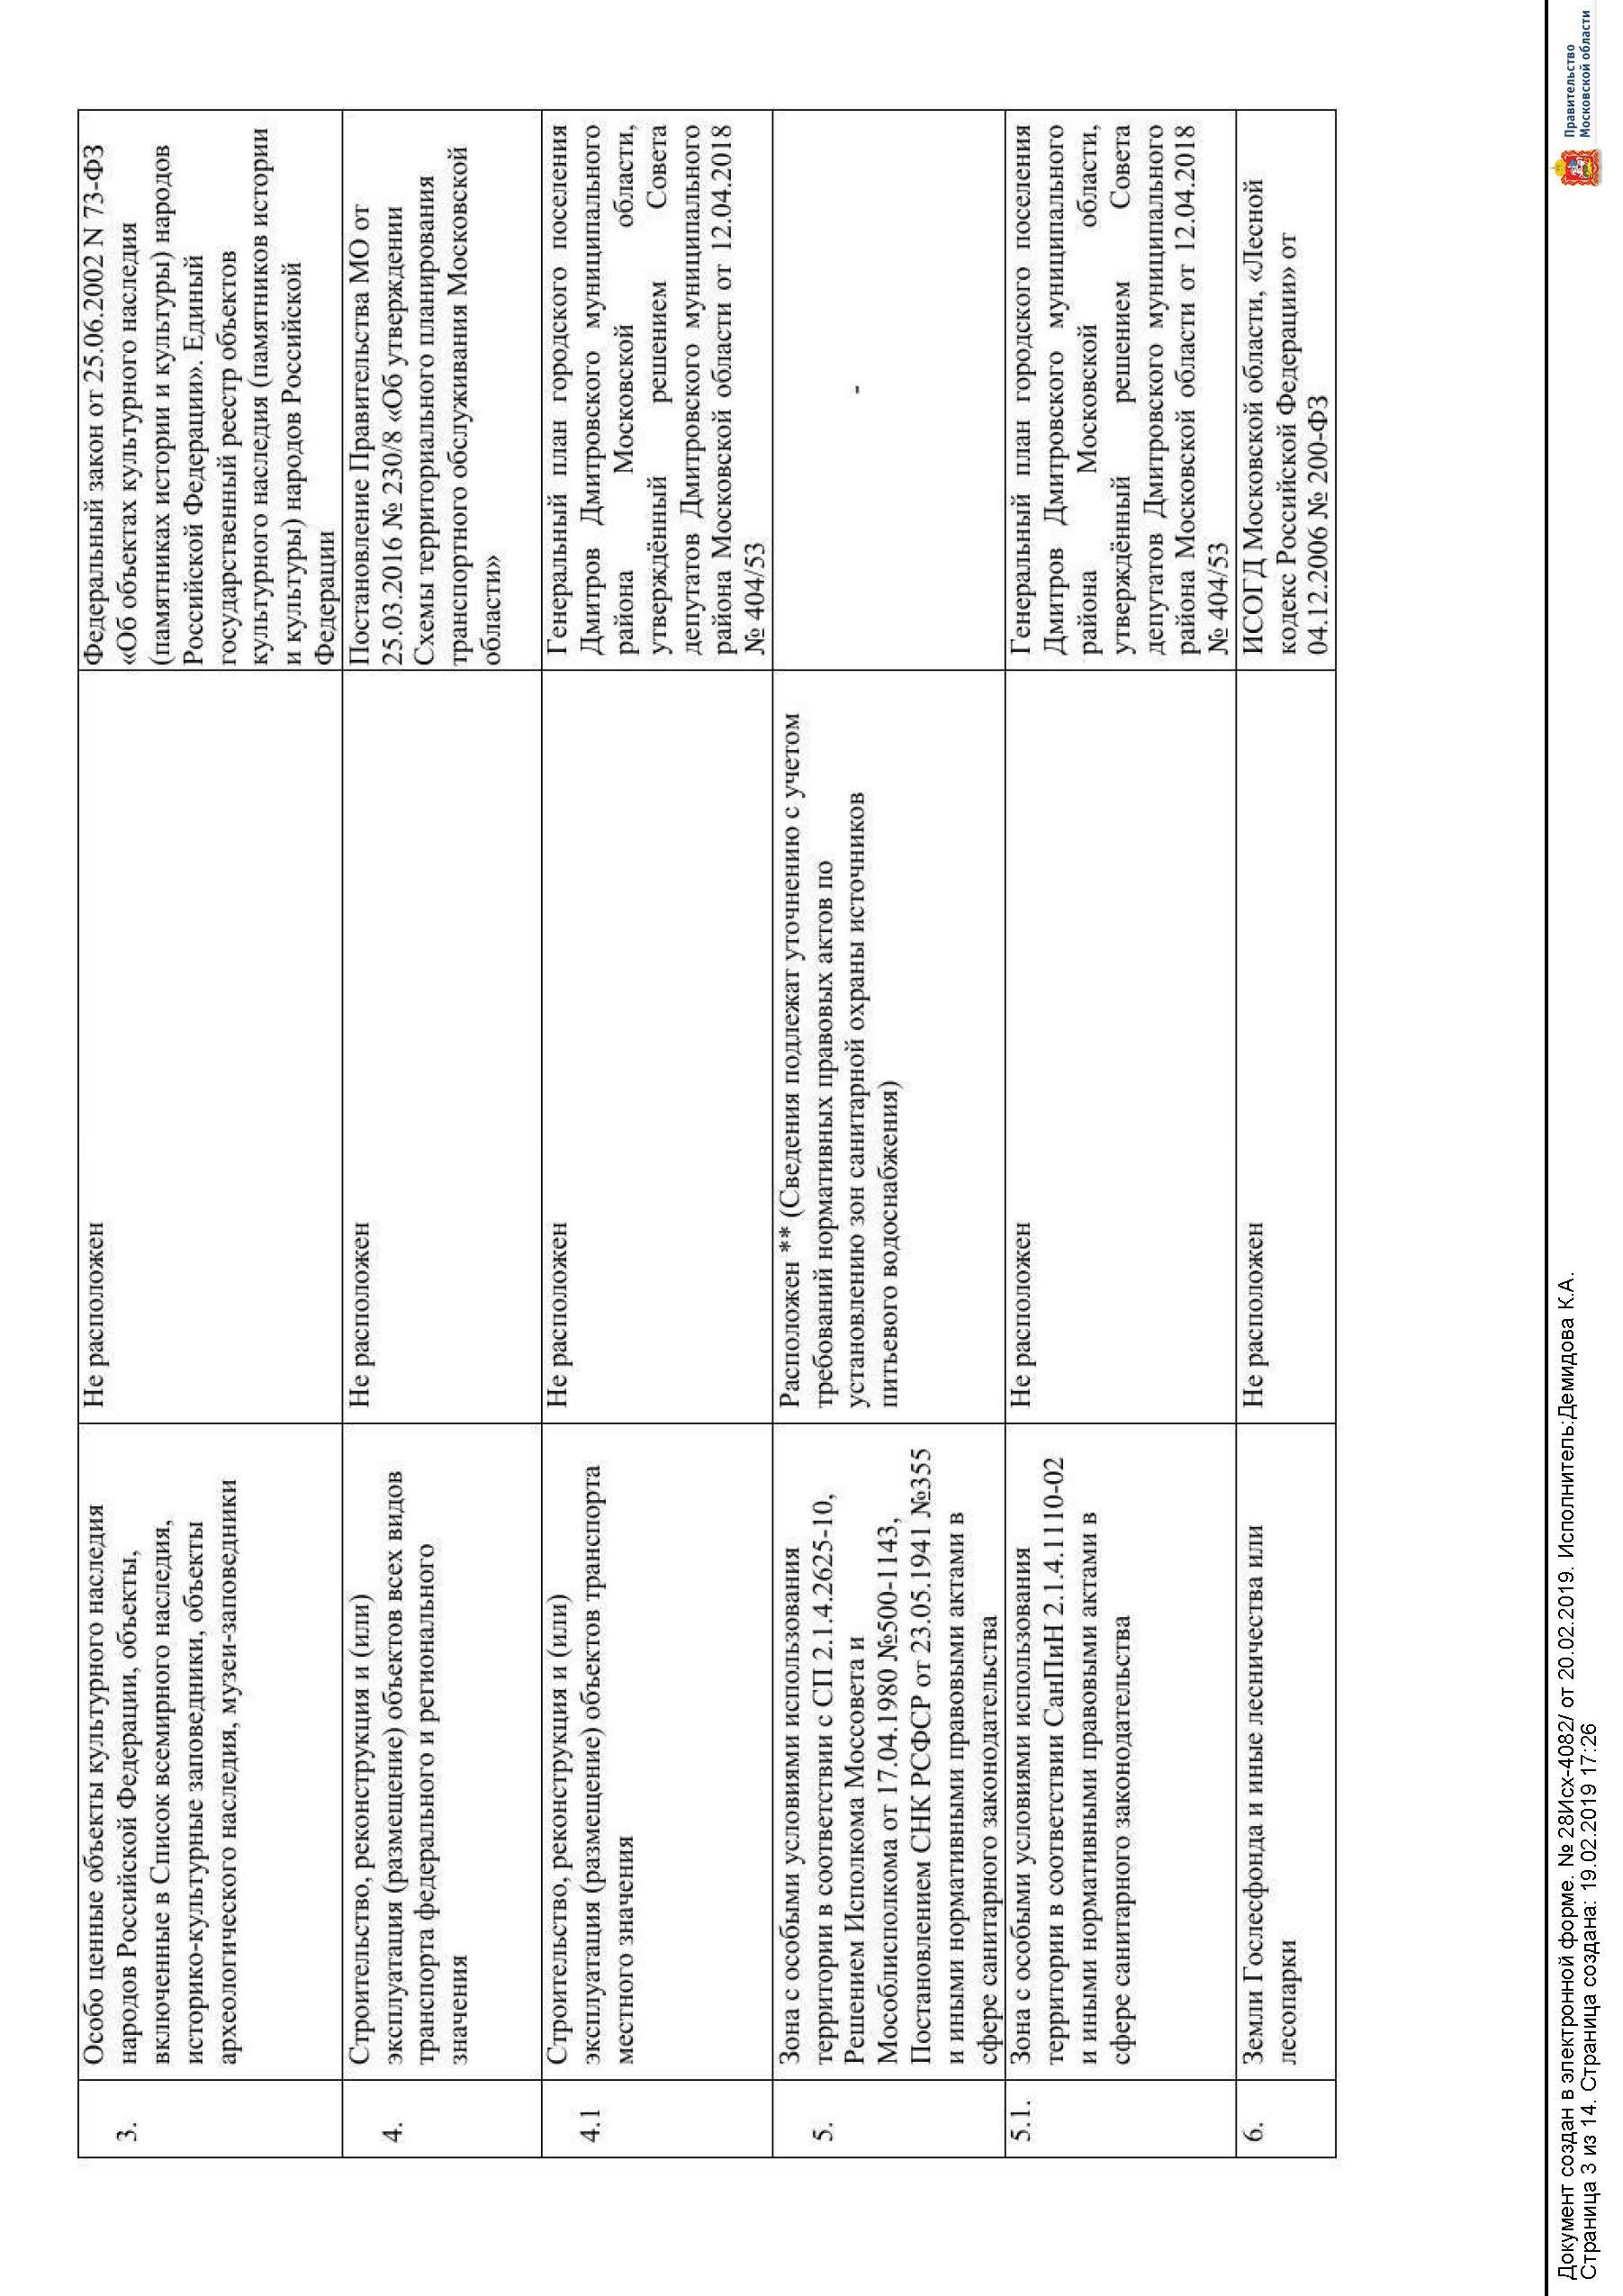 3.
Особо ценные объекты культурного наследия
народов Российской Федерации, объекты,
включенные в Список всемирного наследия,
историко-культурные заповедники, объекты
археологического наследия, музеи-заповедники
Не расположен
Федеральный закон от 25.06.2002 N 73-ФЗ
«Об объектах культурного наследия
(памятниках истории и культуры) народов
Российской Федерации». Единый
государственный реестр объектов
культурного наследия (памятников истории
и культуры) народов Российской
Федерации
4.
Строительство, реконструкция и (или)
эксплуатация (размещение) объектов всех видов
транспорта федерального и регионального
значения
Не расположен
Постановление Правительства МО от
25.03.2016 № 230/8 «Об утверждении
Схемы территориального планирования
транспортного обслуживания Московской
области»
4.1
Строительство, реконструкция и (или)
эксплуатация (размещение) объектов транспорта
местного значения
Не расположен
Генеральный план городского поселения
Дмитров Дмитровского муниципального
района Московской области,
утверждённый решением Совета
депутатов Дмитровского муниципального
района Московской области от 12.04.2018
№ 404/53
5.
Зона с особыми условиями использования
территории в соответствии с СП 2.1.4.2625-10,
Решением Исполкома Моссовета и
Мособлисполкома от 17.04.1980 №500-1143,
Постановлением СНК РСФСР от 23.05.1941 №355
и иными нормативными правовыми актами в
сфере санитарного законодательства
Расположен ** (Сведения подлежат уточнению с учетом
требований нормативных правовых актов по
установлению зон санитарной охраны источников
питьевого водоснабжения)
-
5.1.
Зона с особыми условиями использования
территории в соответствии СанПиН 2.1.4.1110-02
и иными нормативными правовыми актами в
сфере санитарного законодательства
Не расположен
Генеральный план городского поселения
Дмитров Дмитровского муниципального
района Московской области,
утверждённый решением Совета
депутатов Дмитровского муниципального
района Московской области от 12.04.2018
№ 404/53
6.
Земли Гослесфонда и иные лесничества или
лесопарки
Не расположен
ИСОГД Московской области, «Лесной
кодекс Российской Федерации» от
04.12.2006 № 200-ФЗ
Документ создан в электронной форме. № 28Исх-4082/ от 20.02.2019. Исполнитель:Демидова К.А.
Страница 3 из 14. Страница создана: 19.02.2019 17:26
Правительство
Московской области